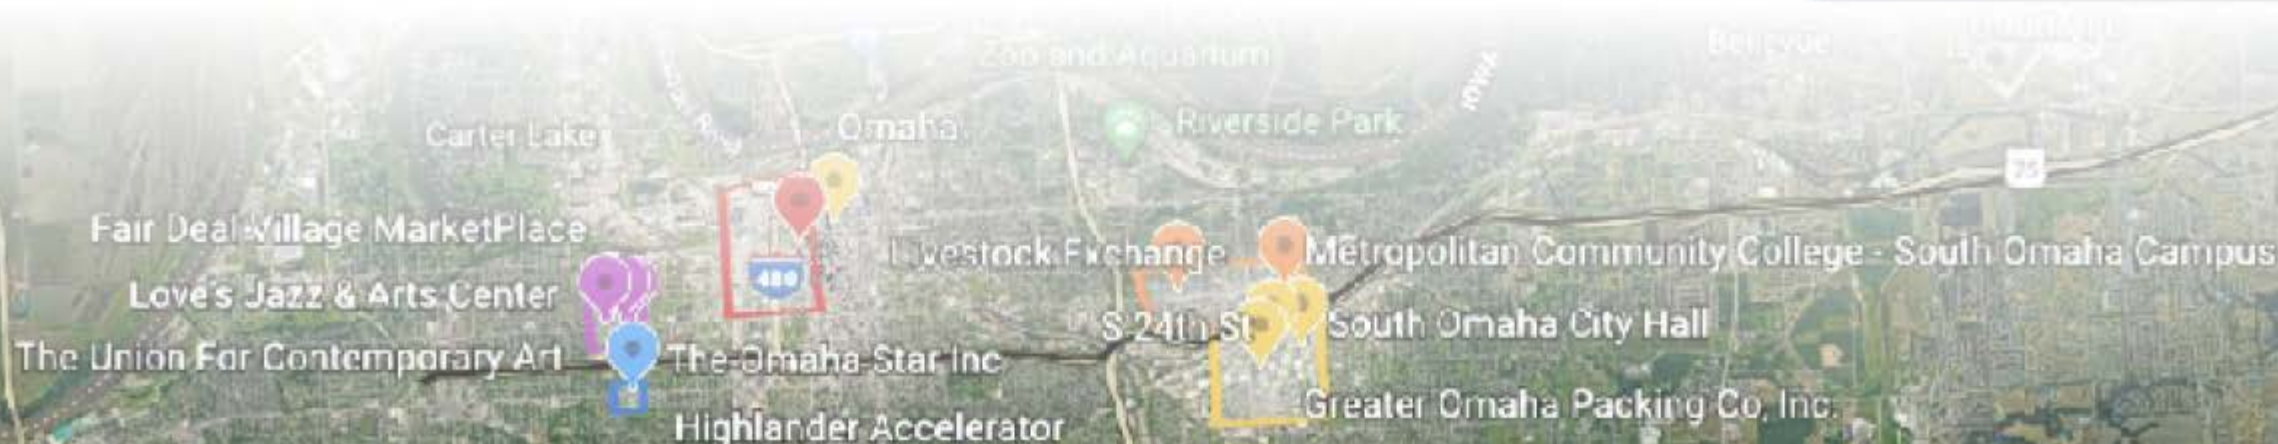 Zoo and Aquarium
Bellevue
IOWA
Carter Lake
Omaha
Riverside Park
75
Fair Deal Village MarketPlace
Livestock Exchange
Metropolitan Community College - South Omaha Campus
480
Love's Jazz & Arts Center
S 24th St
South Omaha City Hall
The Union For Contemporary Art
The Omaha Star Inc
Greater Omaha Packing Co, Inc.
Highlander Accelerator